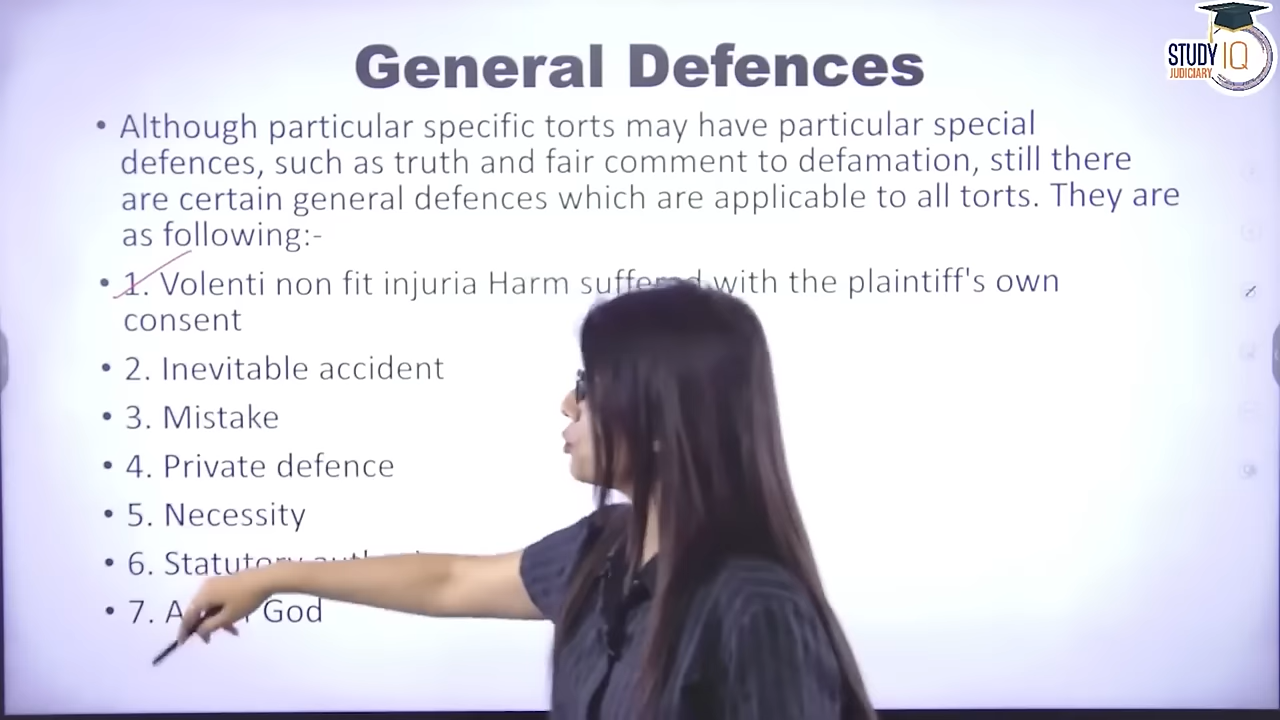 General Defences
• Although particular specific torts may have particular special
defences, such as truth and fair comment to defamation, still there
are certain general defences which are applicable to all torts. They are
as following:-
• 1. Volenti non fit injuria Harm suffered with the plaintiff's own
consent
• 2. Inevitable accident
• 3. Mistake
• 4. Private defence
• 5. Necessity
• 6. Statutory
• 7. God
STUDY IQ
JUDICIARY